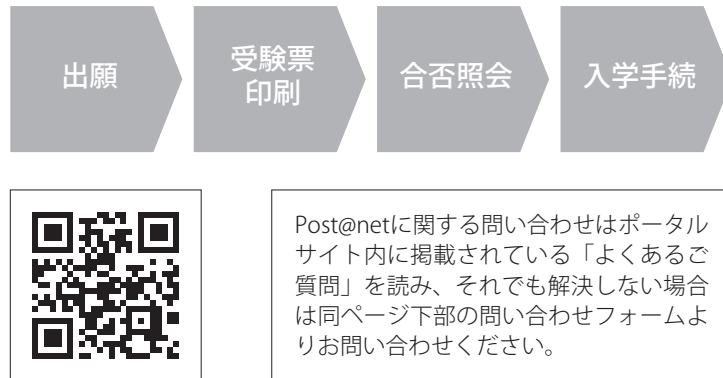 出願
受験票
印刷
合否照会
入学手続
Post@netに関する問い合わせはポータル
サイト内に掲載されている「よくあるご
質問」を読み、それでも解決しない場合
は同ページ下部の問い合わせフォームよ
りお問い合わせください。